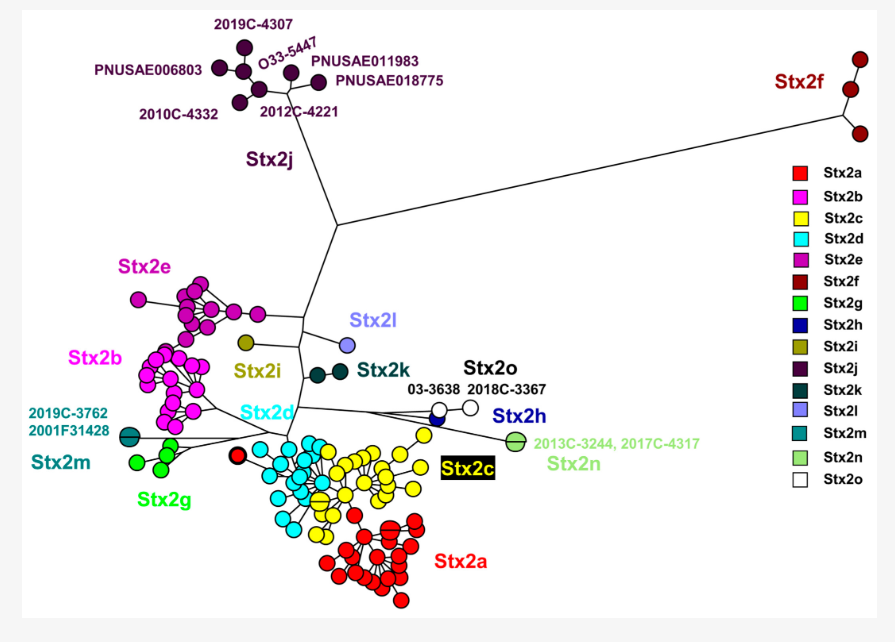 2019C-4307
O33-5447
PNUSAE006803
PNUSAE011983
PNUSAE018775
2010C-4332
2012C-4221
Stx2j
Stx2f
Stx2e
Stx2l
Stx2b
Stx2i
Stx2k
Stx2o
03-3638 2018C-3367
2019C-3762
2001F31428
Stx2d
Stx2h
Stx2m
2013C-3244, 2017C-4317
Stx2n
Stx2c
Stx2g
Stx2a
Stx2a
Stx2b
Stx2c
Stx2d
Stx2e
Stx2f
Stx2g
Stx2h
Stx2i
Stx2j
Stx2k
Stx2l
Stx2m
Stx2n
Stx2o